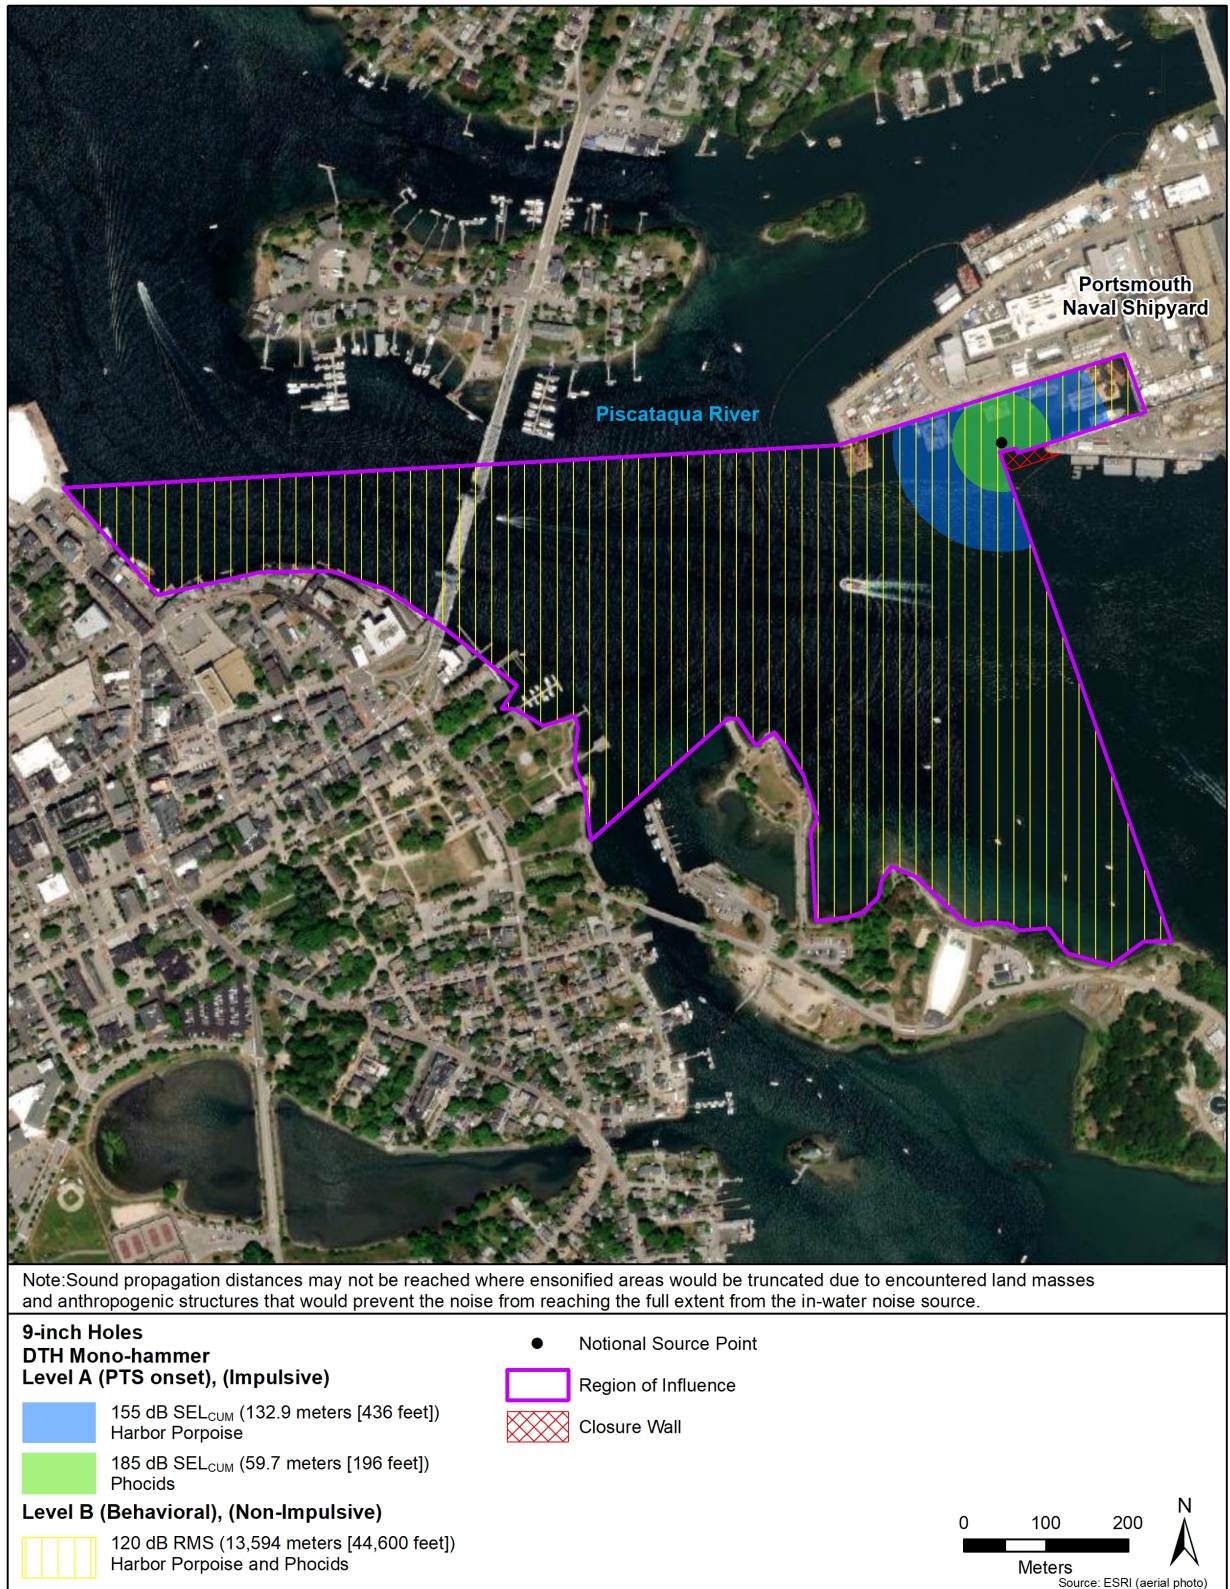 Portsmouth
Naval Shipyard
Piscataqua River
Note:Sound propagation distances may not be reached where ensonified areas would be truncated due to encountered land masses
and anthropogenic structures that would prevent the noise from reaching the full extent from the in-water noise source.
9-inch Holes
DTH Mono-hammer
Level A (PTS onset), (Impulsive)
155 dB SELCUM (132.9 meters [436 feet])
Harbor Porpoise
185 dB SELCUM (59.7 meters [196 feet])
Phocids
Level B (Behavioral), (Non-Impulsive)
120 dB RMS (13,594 meters [44,600 feet])
Harbor Porpoise and Phocids
Notional Source Point
Region of Influence
Closure Wall
0 100 200
Meters
N
Source: ESRI (aerial photo)